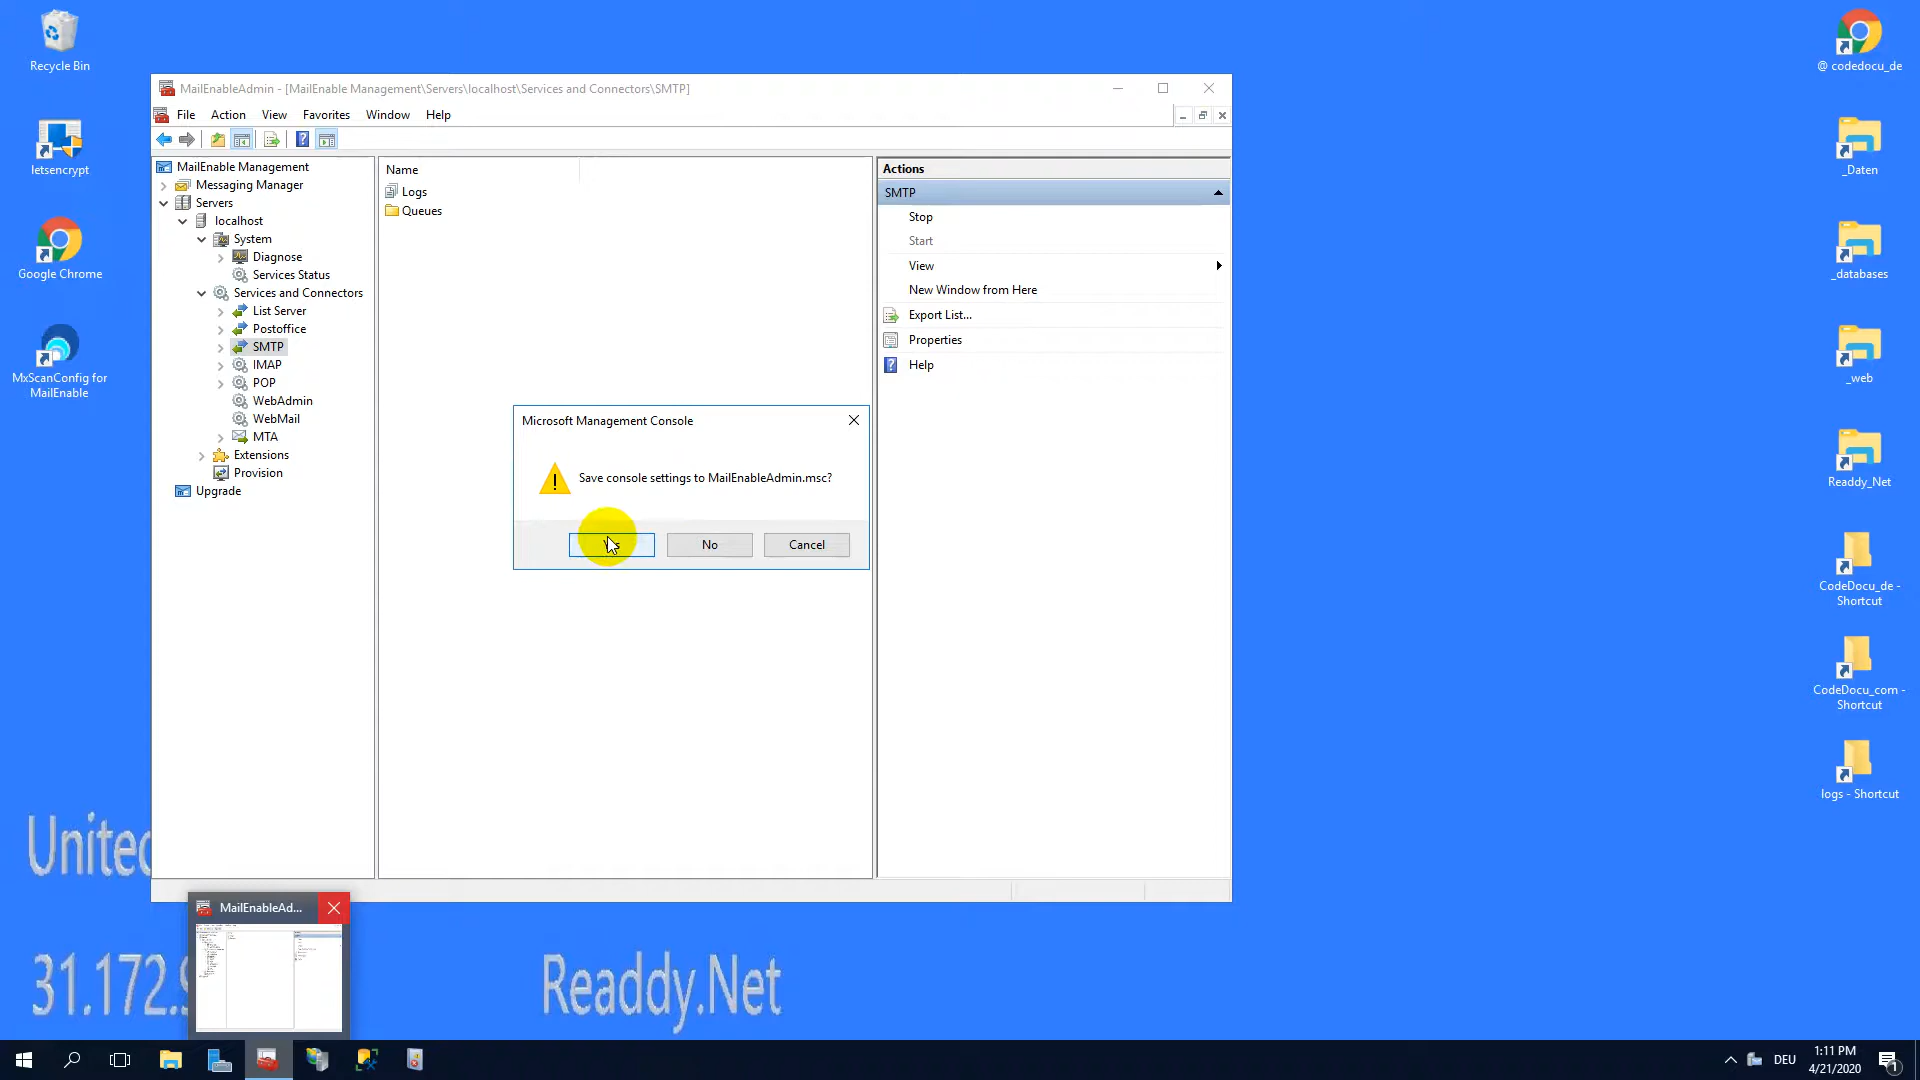 Recycle Bin
letsencrypt
Google Chrome
MxScanConfig for
MailEnable
MailEnableAdmin - [MailEnable Management\Servers\localhost\Services and Connectors\SMTP]
File Action View Favorites Window Help
MailEnable Management
Messaging Manager
Servers
localhost
System
Diagnose
Services Status
Services and Connectors
List Server
Postoffice
SMTP
IMAP
POP
WebAdmin
WebMail
MTA
Extensions
Provision
Upgrade
Name
Logs
Queues
Actions
SMTP
Stop
Start
View
New Window from Here
Export List...
Properties
Help
Microsoft Management Console
Save console settings to MailEnableAdmin.msc?
No Cancel
@ codedocu_de
_Daten
_databases
_web
Readdy_Net
CodeDocu_de -
Shortcut
CodeDocu_com -
Shortcut
logs - Shortcut
United
MailEnableAd...
31.172.
Readdy.Net
DEU
1:11 PM
4/21/2020
1